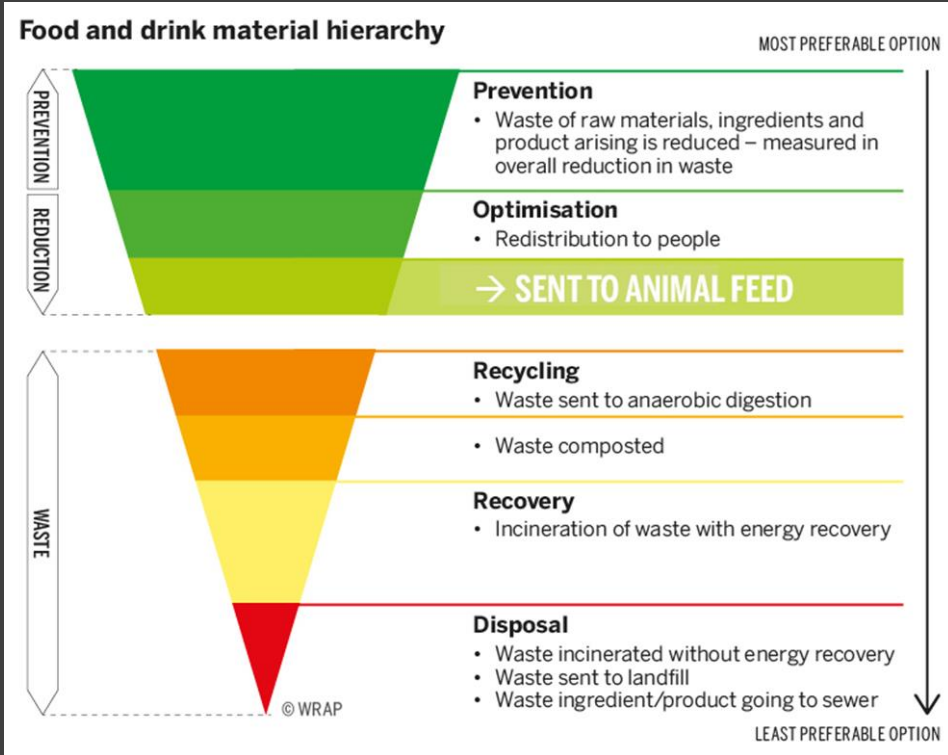 Food and drink material hierarchy
MOST PREFERABLE OPTION
PREVENTION
Prevention
• Waste of raw materials, ingredients and
product arising is reduced – measured in
overall reduction in waste
REDUCTION
Optimisation
• Redistribution to people
→ SENT TO ANIMAL FEED
WASTE
Recycling
• Waste sent to anaerobic digestion
• Waste composted
Recovery
• Incineration of waste with energy recovery
Disposal
• Waste incinerated without energy recovery
• Waste sent to landfill
• Waste ingredient/product going to sewer
© WRAP
LEAST PREFERABLE OPTION